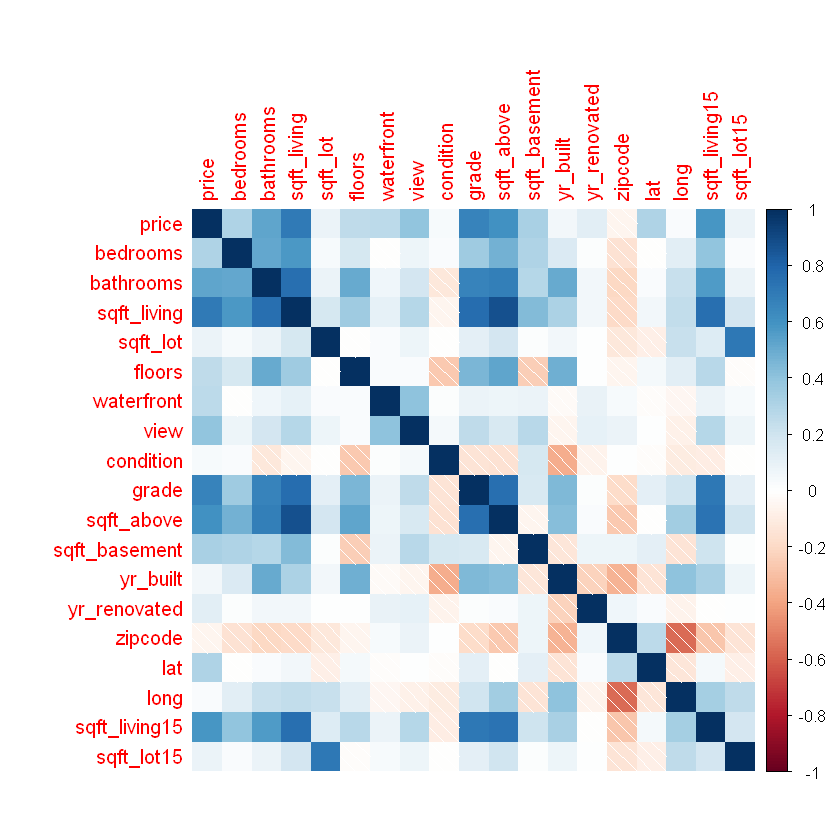 price
bedrooms
bathrooms
sqft_living
sqft_lot
floors
waterfront
view
condition
grade
sqft_above
sqft_basement
yr_built
yr_renovated
zipcode
lat
long
sqft_living15
sqft_lot15
price
bedrooms
bathrooms
sqft_living
sqft_lot
floors
waterfront
view
condition
grade
sqft_above
sqft_basement
yr_built
yr_renovated
zipcode
lat
long
sqft_living15
sqft_lot15
1
0.8
0.6
0.4
0.2
0
-0.2
-0.4
-0.6
-0.8
-1